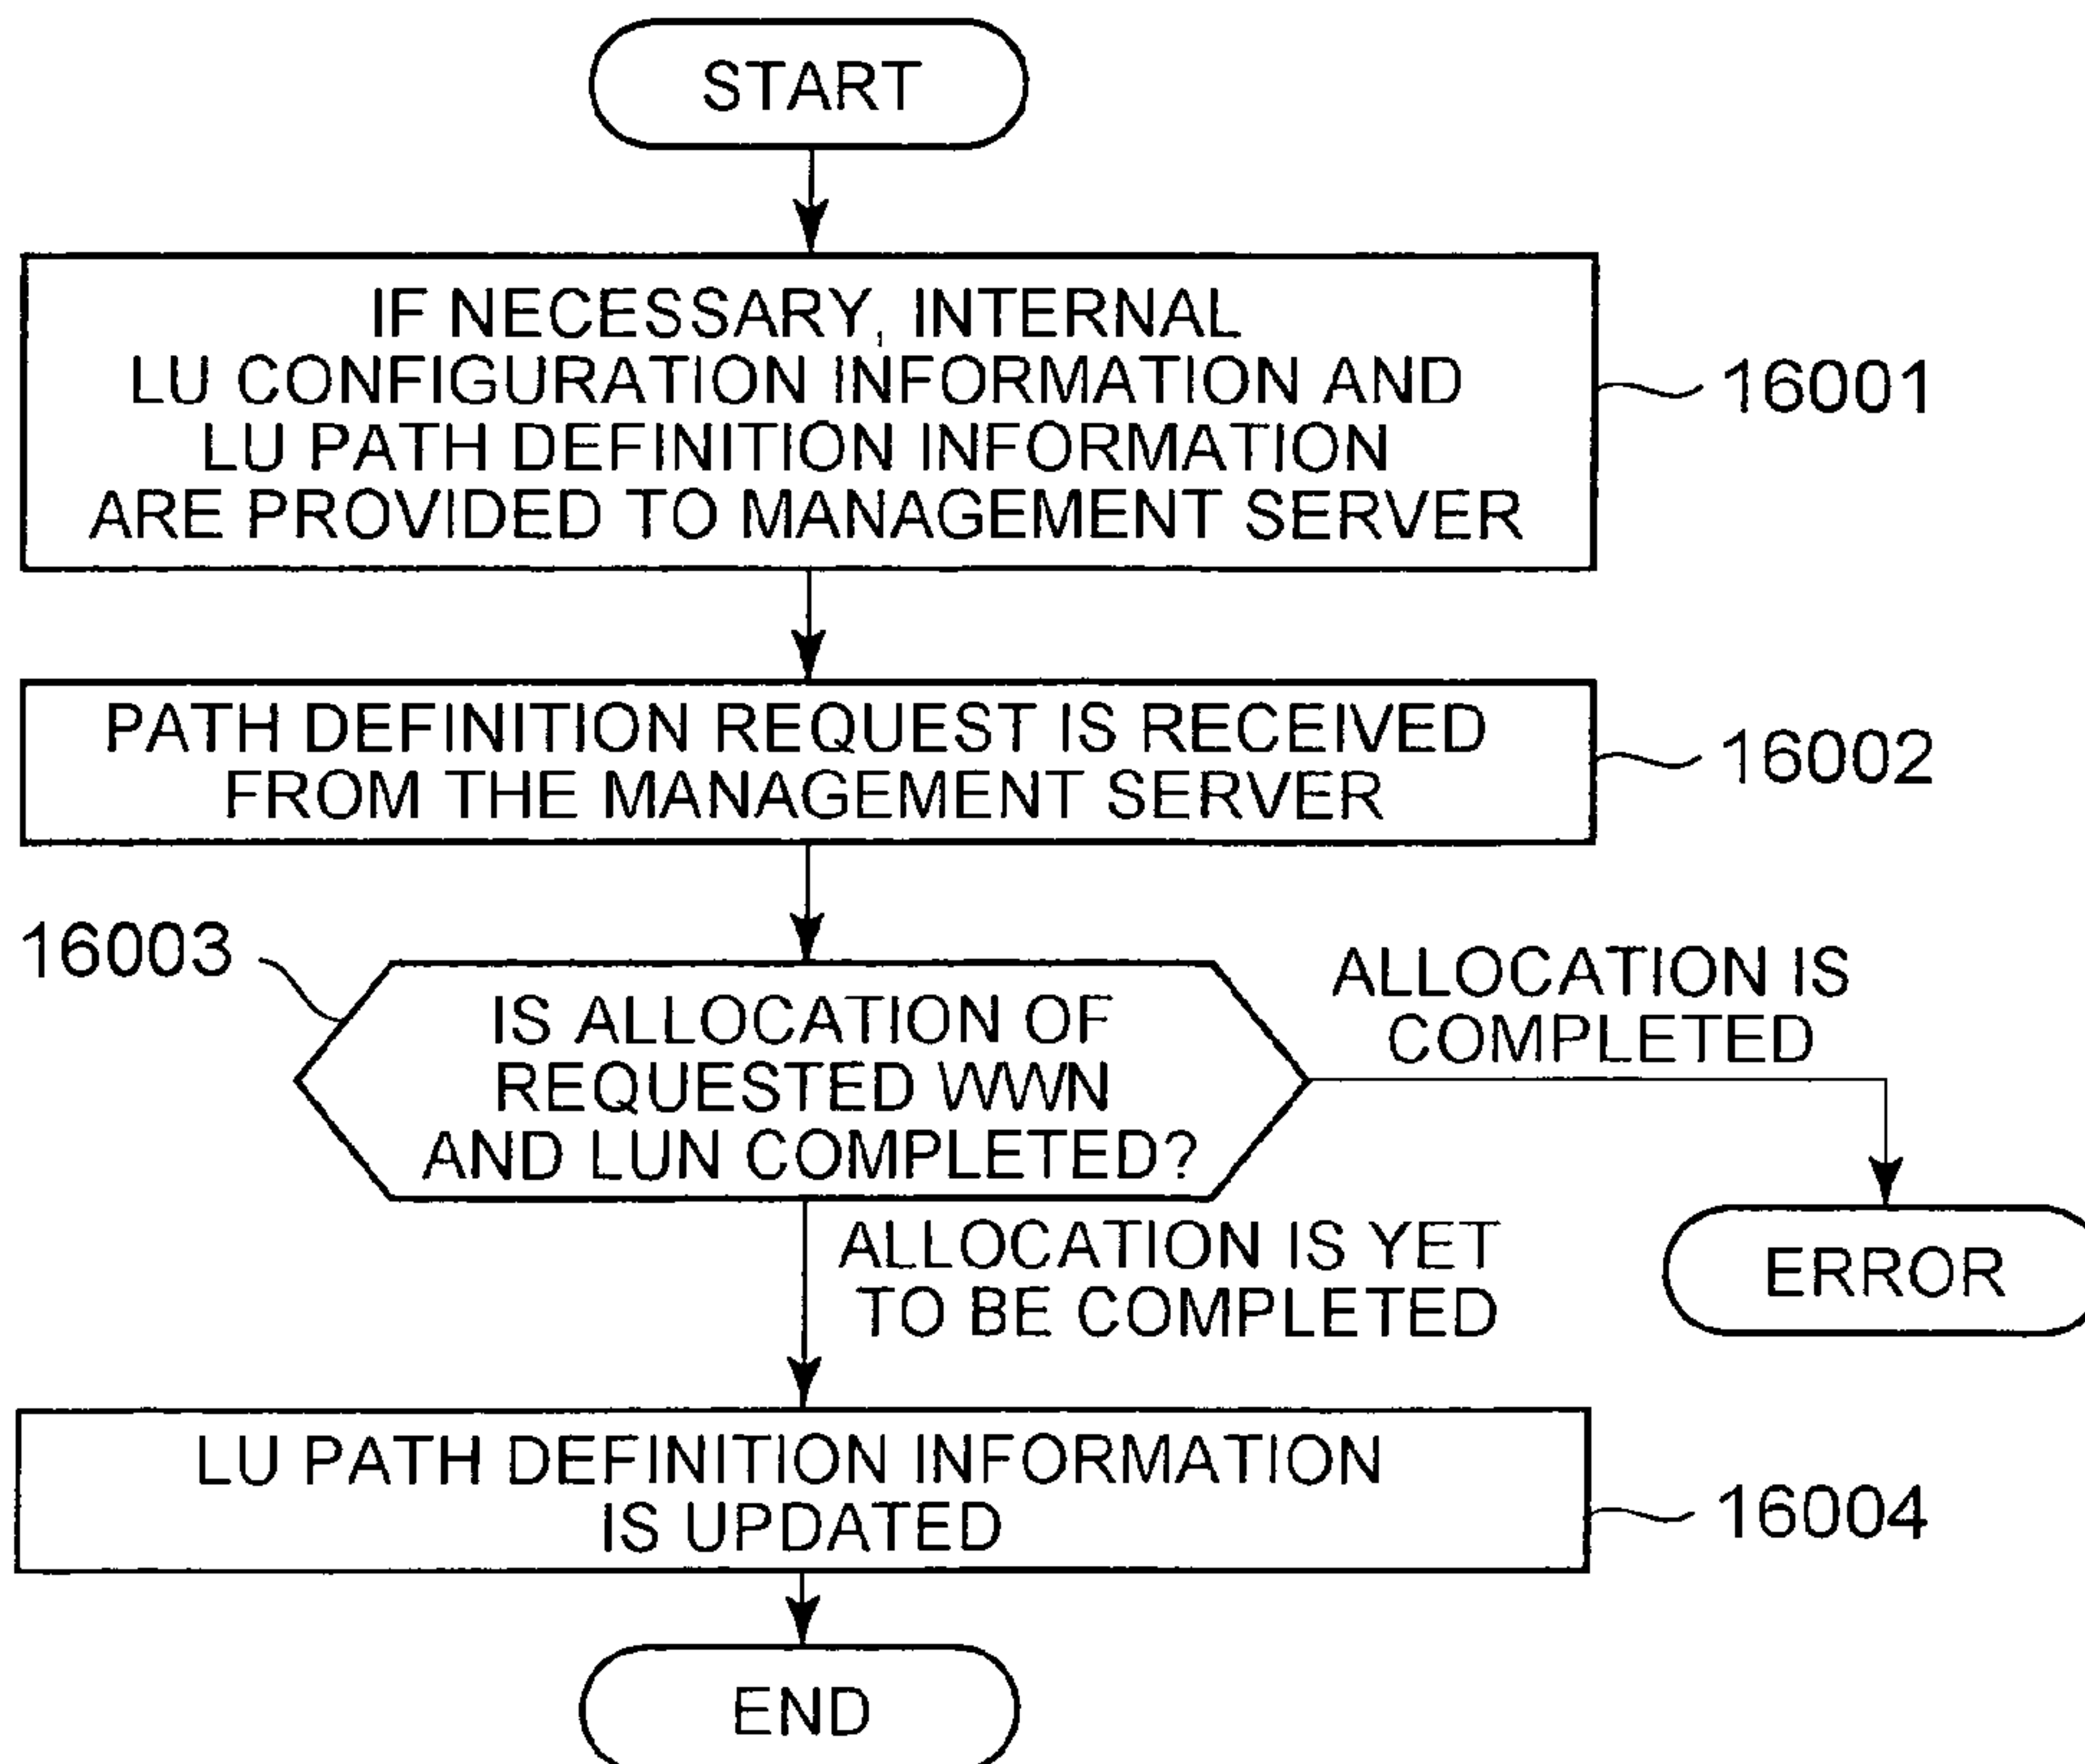 START
IF NECESSARY, INTERNAL
LU CONFIGURATION INFORMATION AND
LU PATH DEFINITION INFORMATION
ARE PROVIDED TO MANAGEMENT SERVER
16001
PATH DEFINITION REQUEST IS RECEIVED
FROM THE MANAGEMENT SERVER
16002
16003
IS ALLOCATION OF
REQUESTED WWN
AND LUN COMPLETED?
ALLOCATION IS
COMPLETED
ERROR
ALLOCATION IS YET
TO BE COMPLETED
LU PATH DEFINITION INFORMATION
IS UPDATED
16004
END